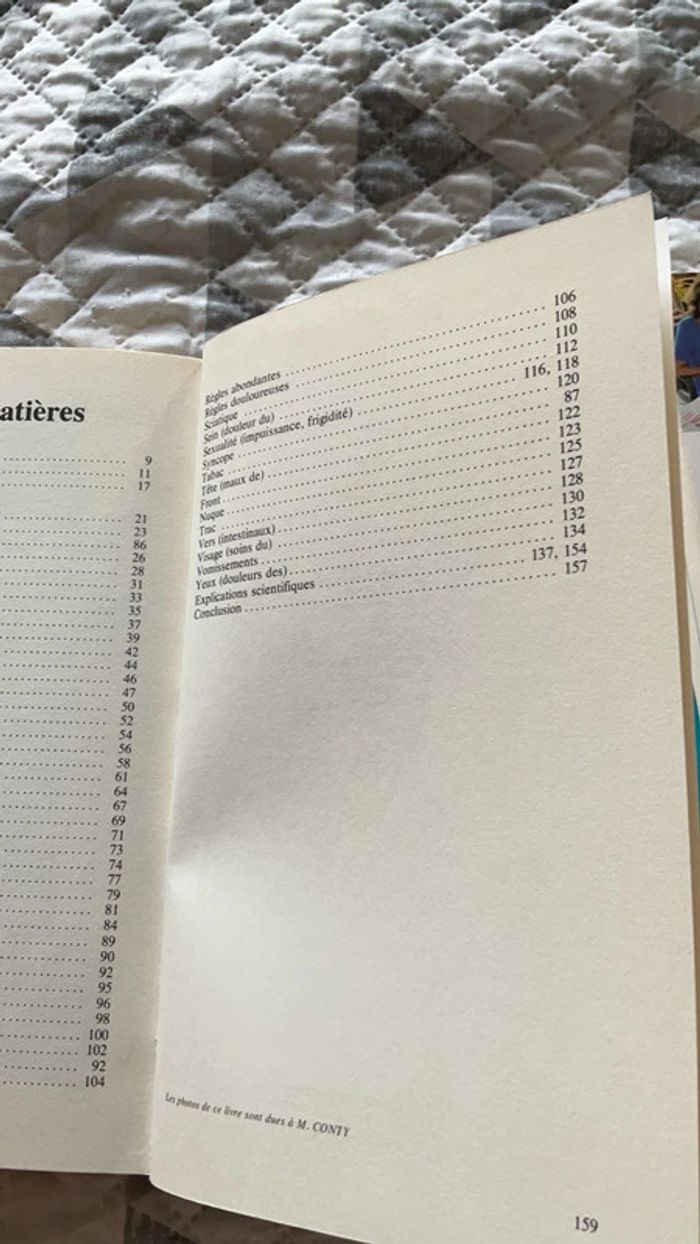 atières
9
11
17
21
23
86
26
28
31
33
35
37
39
42
44
46
47
50
52
54
56
58
61
64
67
69
71
73
74
77
79
81
84
89
90
92
95
96
98
100
102
92
104
Règles abondantes ........ 106
Règles douloureuses ........ 108
Sciatique ........ 110
Sein (douleur du) ........ 112
Sexualité (impuissance, frigidité) ........ 116, 118
Syncope ........ 120
Tabac ........ 87
Tête (maux de) ........ 122
Front ........ 123
Nuque ........ 125
Trac ........ 127
Vers (intestinaux) ........ 128
Visage (soins du) ........ 130
Vomissements ........ 132
Yeux (douleurs des) ........ 134
Explications scientifiques ........ 137, 154
Conclusion ........ 157
Les photos de ce livre sont dues à M. CONTY
159